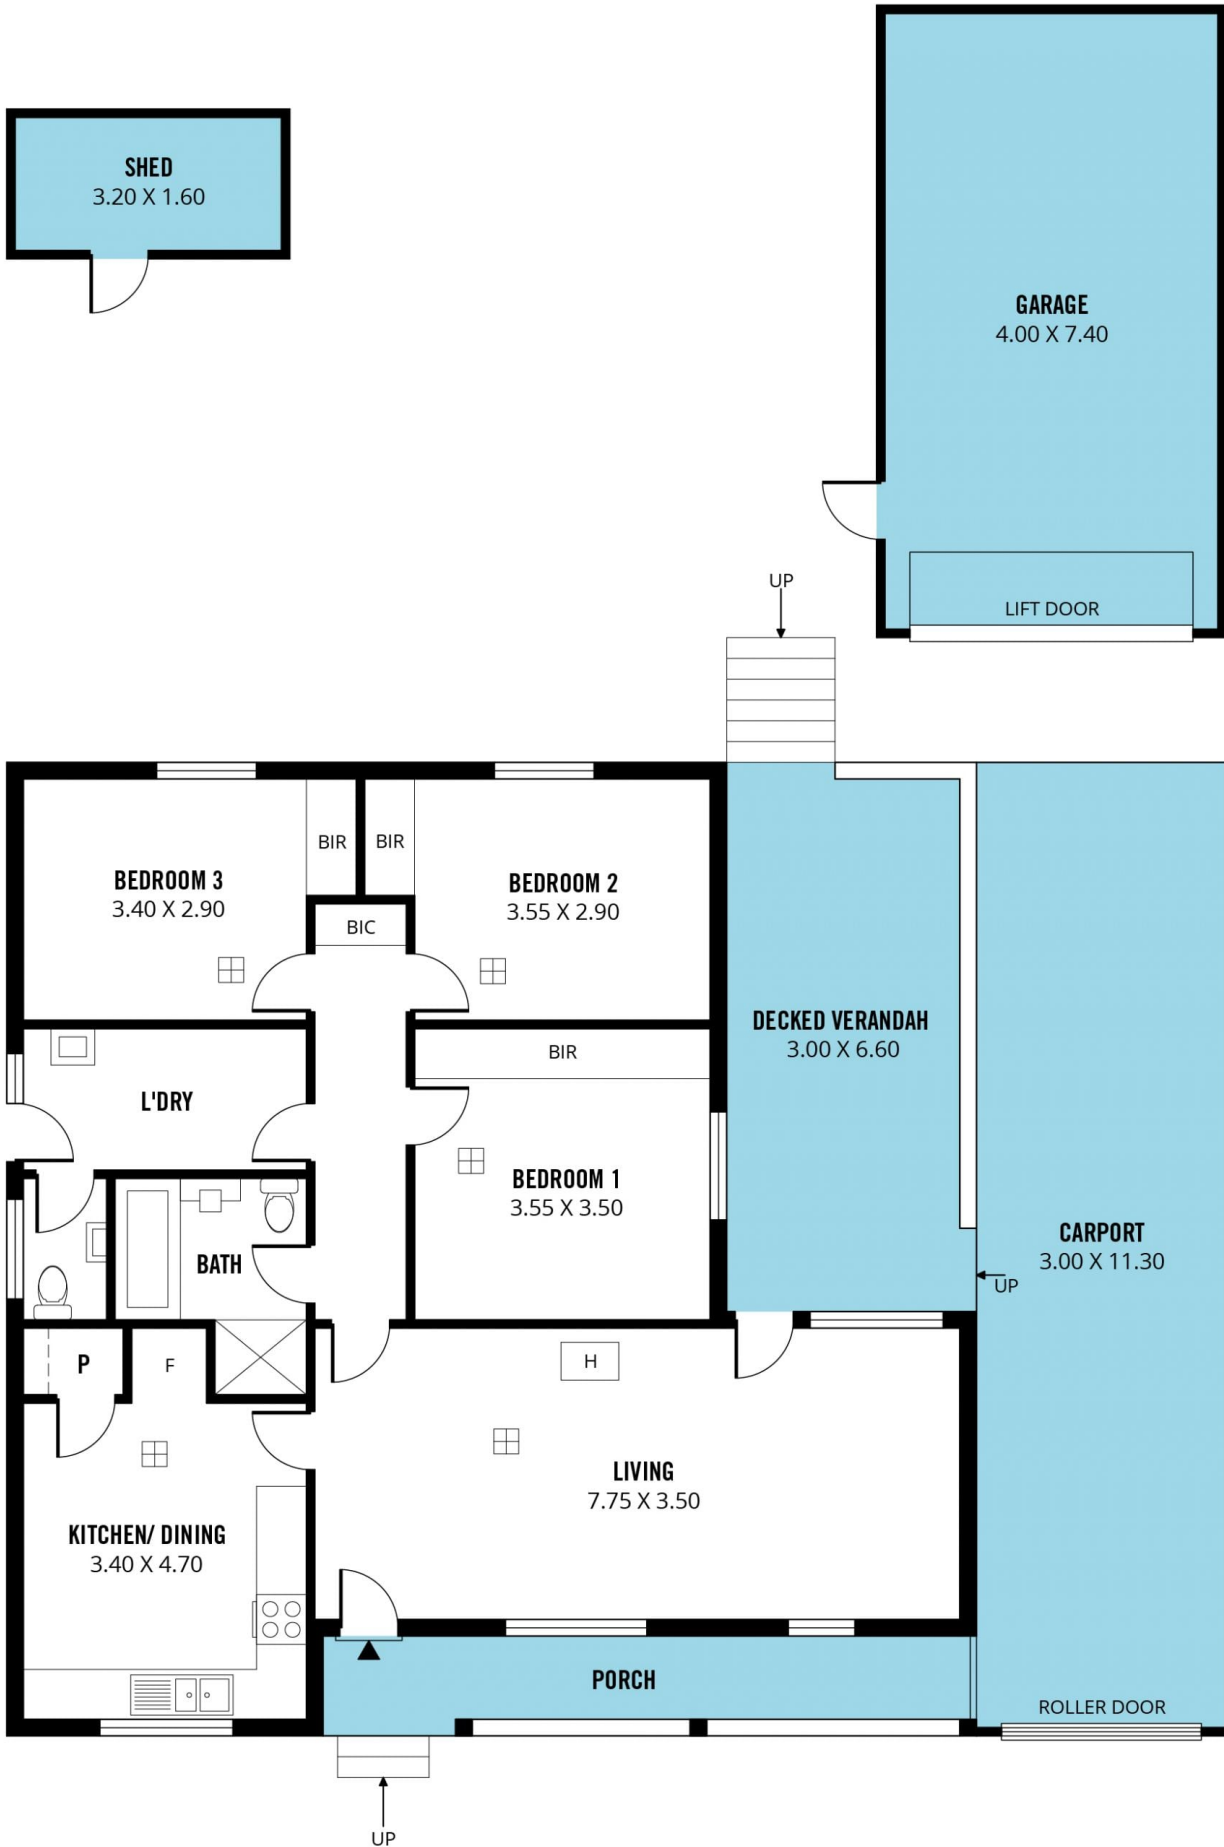 SHED
3.20 X 1.60
GARAGE
4.00 X 7.40
LIFT DOOR
UP
BEDROOM 3
3.40 X 2.90
BIR
BIR
BEDROOM 2
3.55 X 2.90
BIC
DECKED VERANDAH
3.00 X 6.60
BIR
L'DRY
BEDROOM 1
3.55 X 3.50
CARPORT
3.00 X 11.30
BATH
UP
P
F
H
LIVING
7.75 X 3.50
KITCHEN/ DINING
3.40 X 4.70
PORCH
ROLLER DOOR
UP